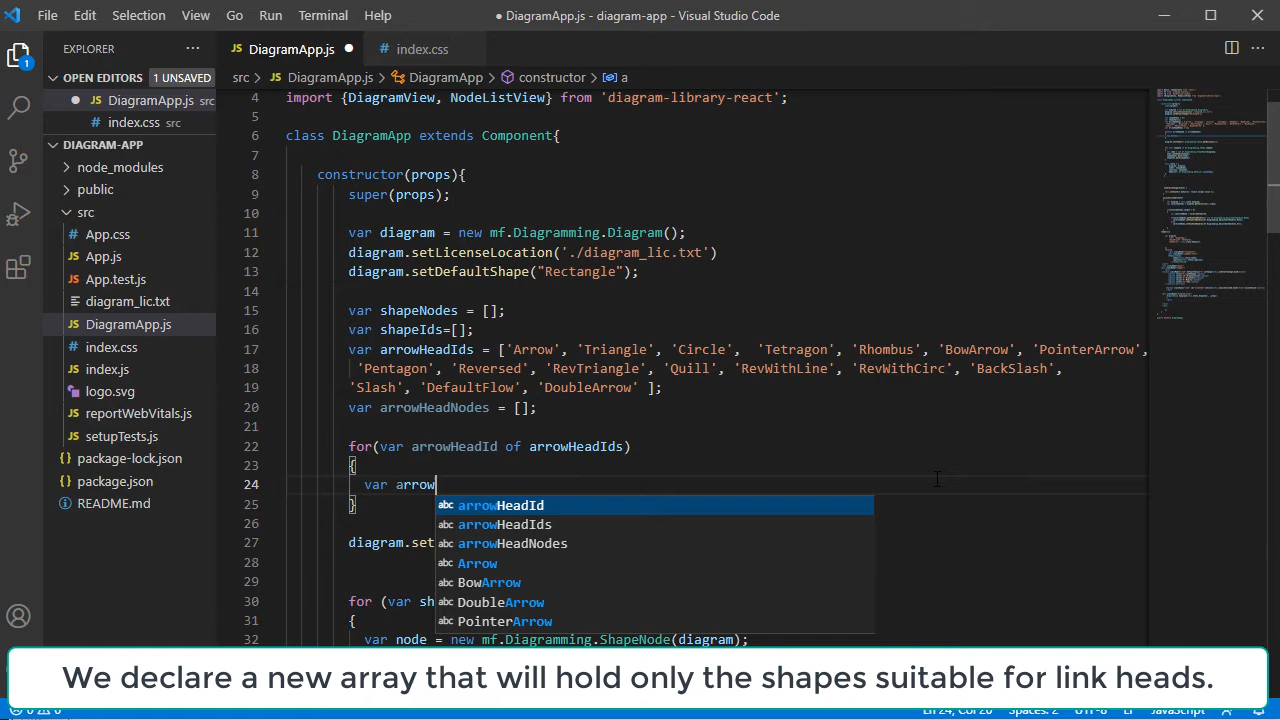 File Edit Selection View Go Run Terminal Help
● DiagramApp.js - diagram-app - Visual Studio Code
EXPLORER
OPEN EDITORS 1 UNSAVED
● JS DiagramApp.js src
# index.css src
DIAGRAM-APP
node_modules
public
src
# App.css
JS App.js
JS App.test.js
diagram_lic.txt
JS DiagramApp.js
# index.css
JS index.js
logo.svg
JS reportWebVitals.js
JS setupTests.js
{} package-lock.json
{} package.json
README.md
1
JS DiagramApp.js ● # index.css
src > JS DiagramApp.js > DiagramApp > constructor > a
4 import {DiagramView, NodeListView} from 'diagram-library-react';
5
6 class DiagramApp extends Component{
7
8 constructor(props){
9 super(props);
10
11 var diagram = new mf.Diagramming.Diagram();
12 diagram.setLicenseLocation('./diagram_lic.txt')
13 diagram.setDefaultShape("Rectangle");
14
15 var shapeNodes = [];
16 var shapeIds=[];
17 var arrowHeadIds = ['Arrow', 'Triangle', 'Circle', 'Tetragon', 'Rhombus', 'BowArrow', 'PointerArrow',
18 'Pentagon', 'Reversed', 'RevTriangle', 'Quill', 'RevWithLine', 'RevWithCirc', 'BackSlash',
19 'Slash', 'DefaultFlow', 'DoubleArrow' ];
20 var arrowHeadNodes = [];
21
22 for(var arrowHeadId of arrowHeadIds)
23 {
24 var arrow
25 }
abc arrowHeadId
abc arrowHeadIds
abc arrowHeadNodes
abc Arrow
abc BowArrow
abc DoubleArrow
abc PointerArrow
26
27 diagram.set
28
29
30 for (var sh
31 {
32 var node = new mf.Diagramming.ShapeNode(diagram);
We declare a new array that will hold only the shapes suitable for link heads.